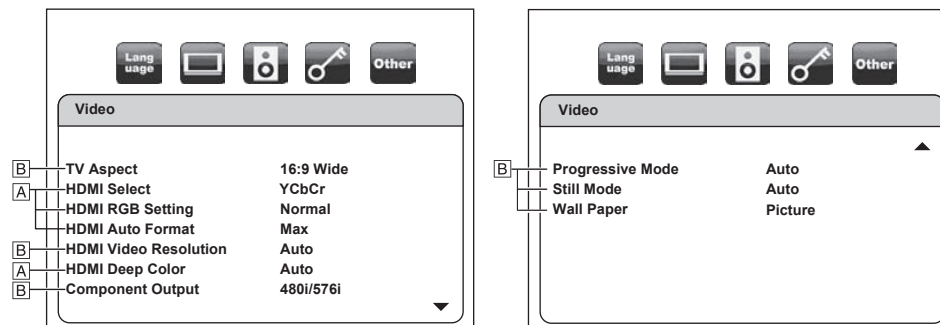 Lang
uage
Other
Video
B TV Aspect 16:9 Wide
A HDMI Select YCbCr
HDMI RGB Setting Normal
HDMI Auto Format Max
B HDMI Video Resolution Auto
A HDMI Deep Color Auto
B Component Output 480i/576i
Lang
uage
Other
Video
B Progressive Mode Auto
Still Mode Auto
Wall Paper Picture